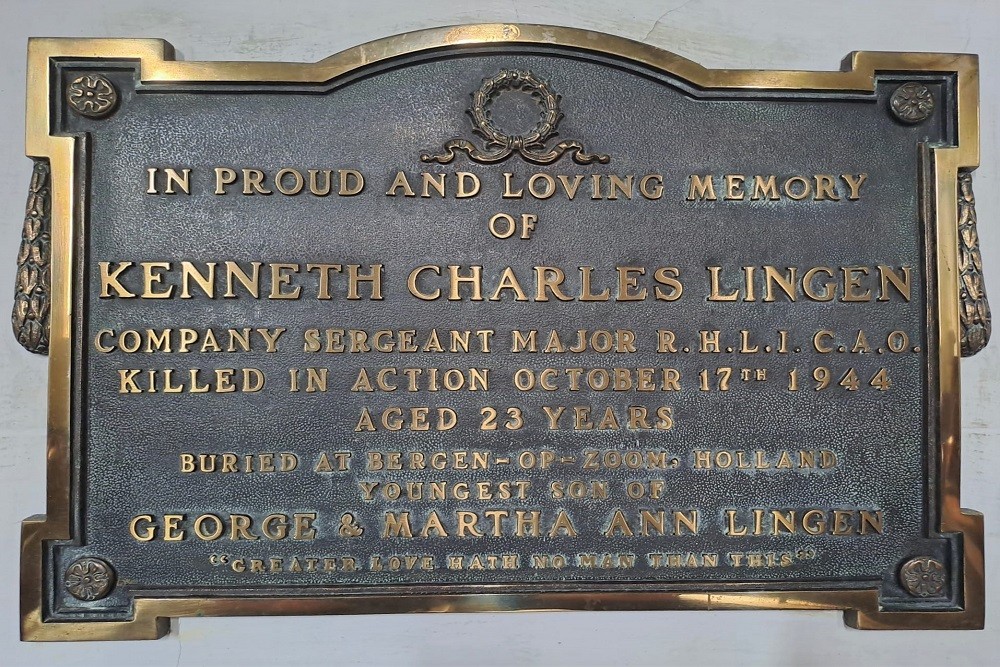 IN PROUD AND LOVING MEMORY
OF
KENNETH CHARLES LINGEN
COMPANY SERGEANT MAJOR R.H.L.I. C.A.O.
KILLED IN ACTION OCTOBER 17TH 1944
AGED 23 YEARS
BURIED AT BERGEN-OP-ZOOM, HOLLAND
YOUNGEST SON OF
GEORGE & MARTHA ANN LINGEN
"GREATER LOVE HATH NO MAN THAN THIS"